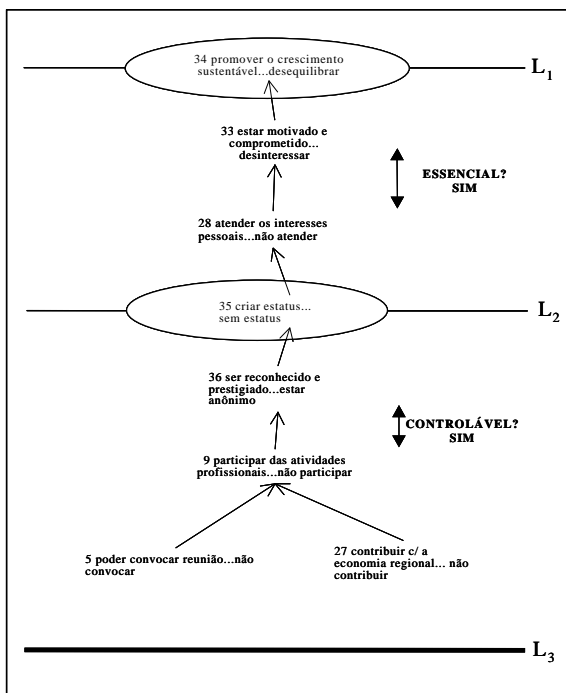 34 promover o crescimento
sustentável...desequilibrar
L1
33 estar motivado e
comprometido...
desinteressar
ESSENCIAL?
SIM
28 atender os interesses
pessoais...não atender
35 criar estatus...
sem estatus
L2
36 ser reconhecido e
prestigiado...estar
anônimo
CONTROLÁVEL?
SIM
9 participar das atividades
profissionais...não participar
5 poder convocar reunião...não
convocar
27 contribuir c/ a
economia regional... não
contribuir
L3